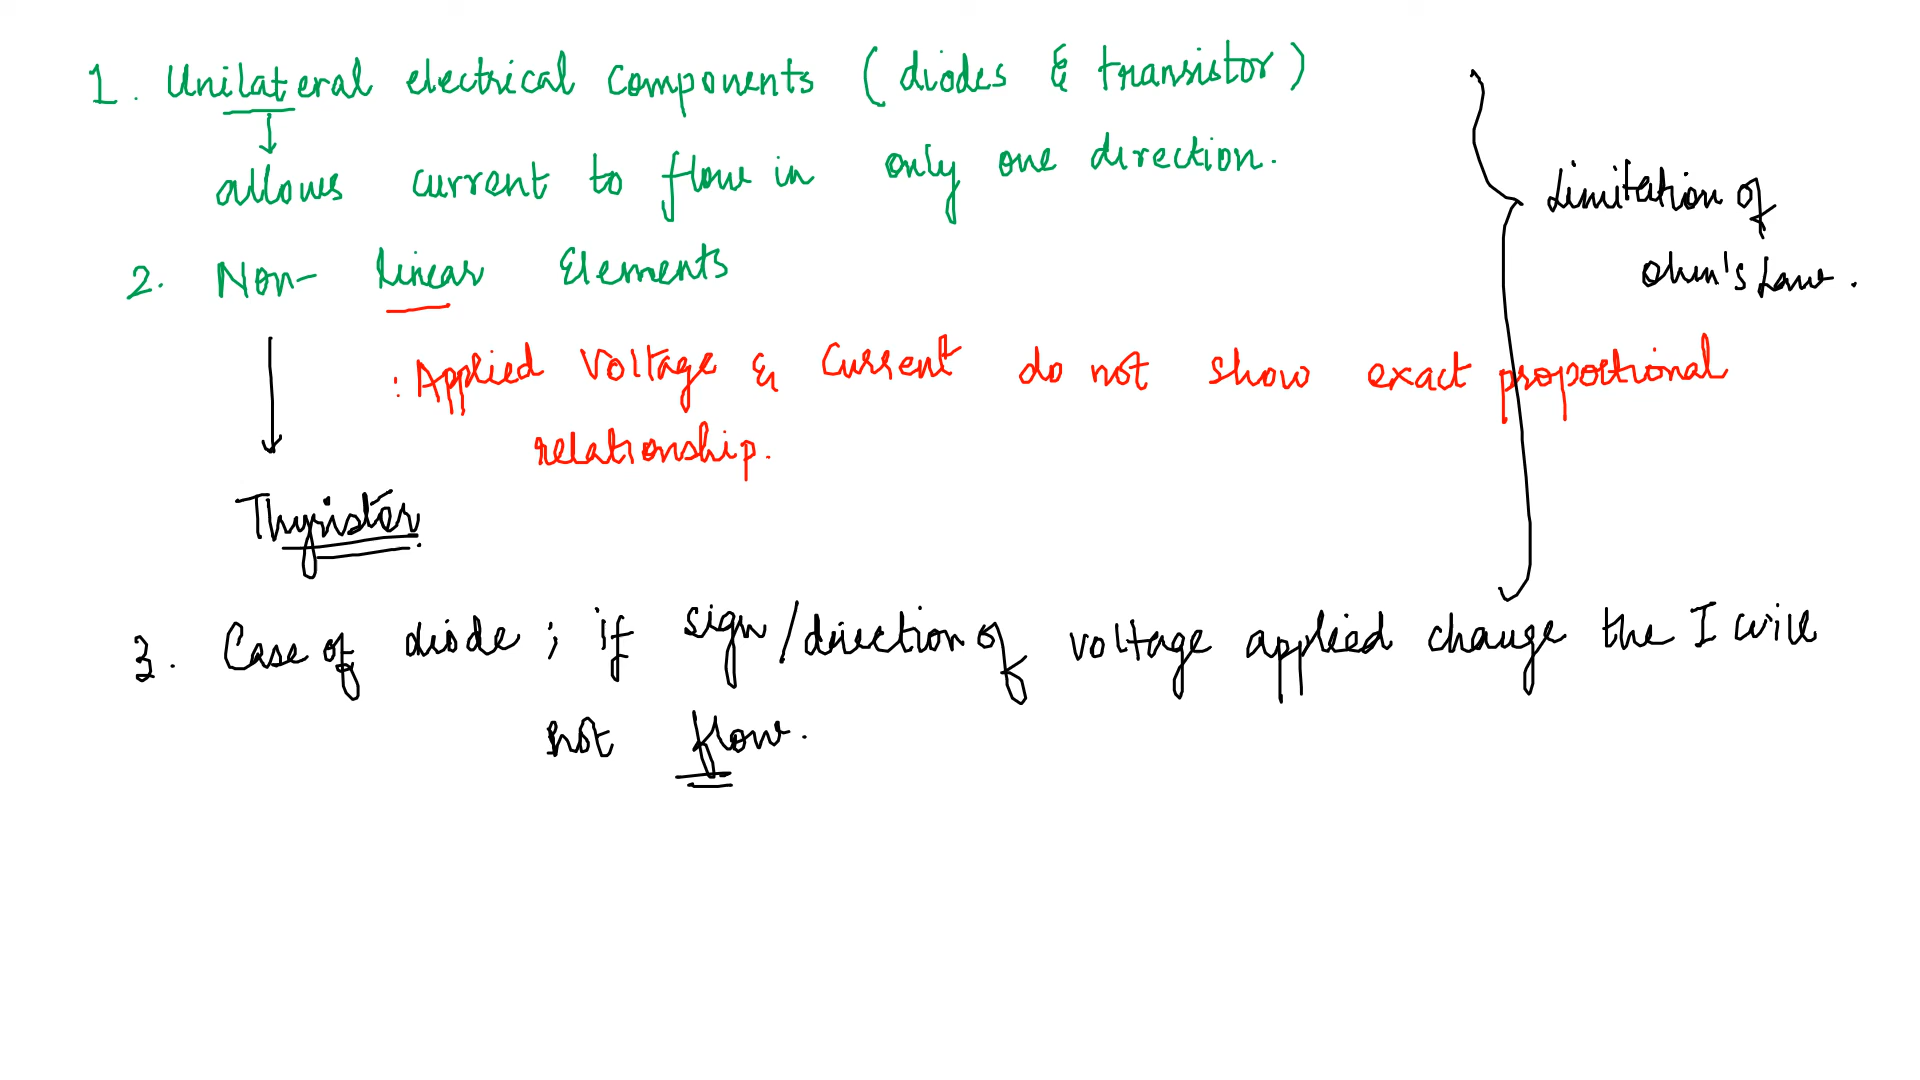 1. Unilateral electrical components (diodes & transistor)
allows current to flow in only one direction.
Limitation of
ohm's Law.
2. Non-Linear Elements
: Applied Voltage & Current do not show exact proportional
relationship.
Thyristor.
3. Case of diode ; if sign/direction of voltage applied change the I will
not flow.